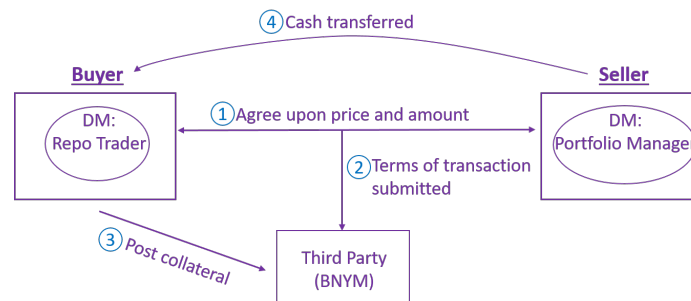 ④ Cash transferred
Buyer
Seller
① Agree upon price and amount
DM:
Repo Trader
DM:
Portfolio Manager
② Terms of transaction
submitted
③ Post collateral
Third Party
(BNYM)